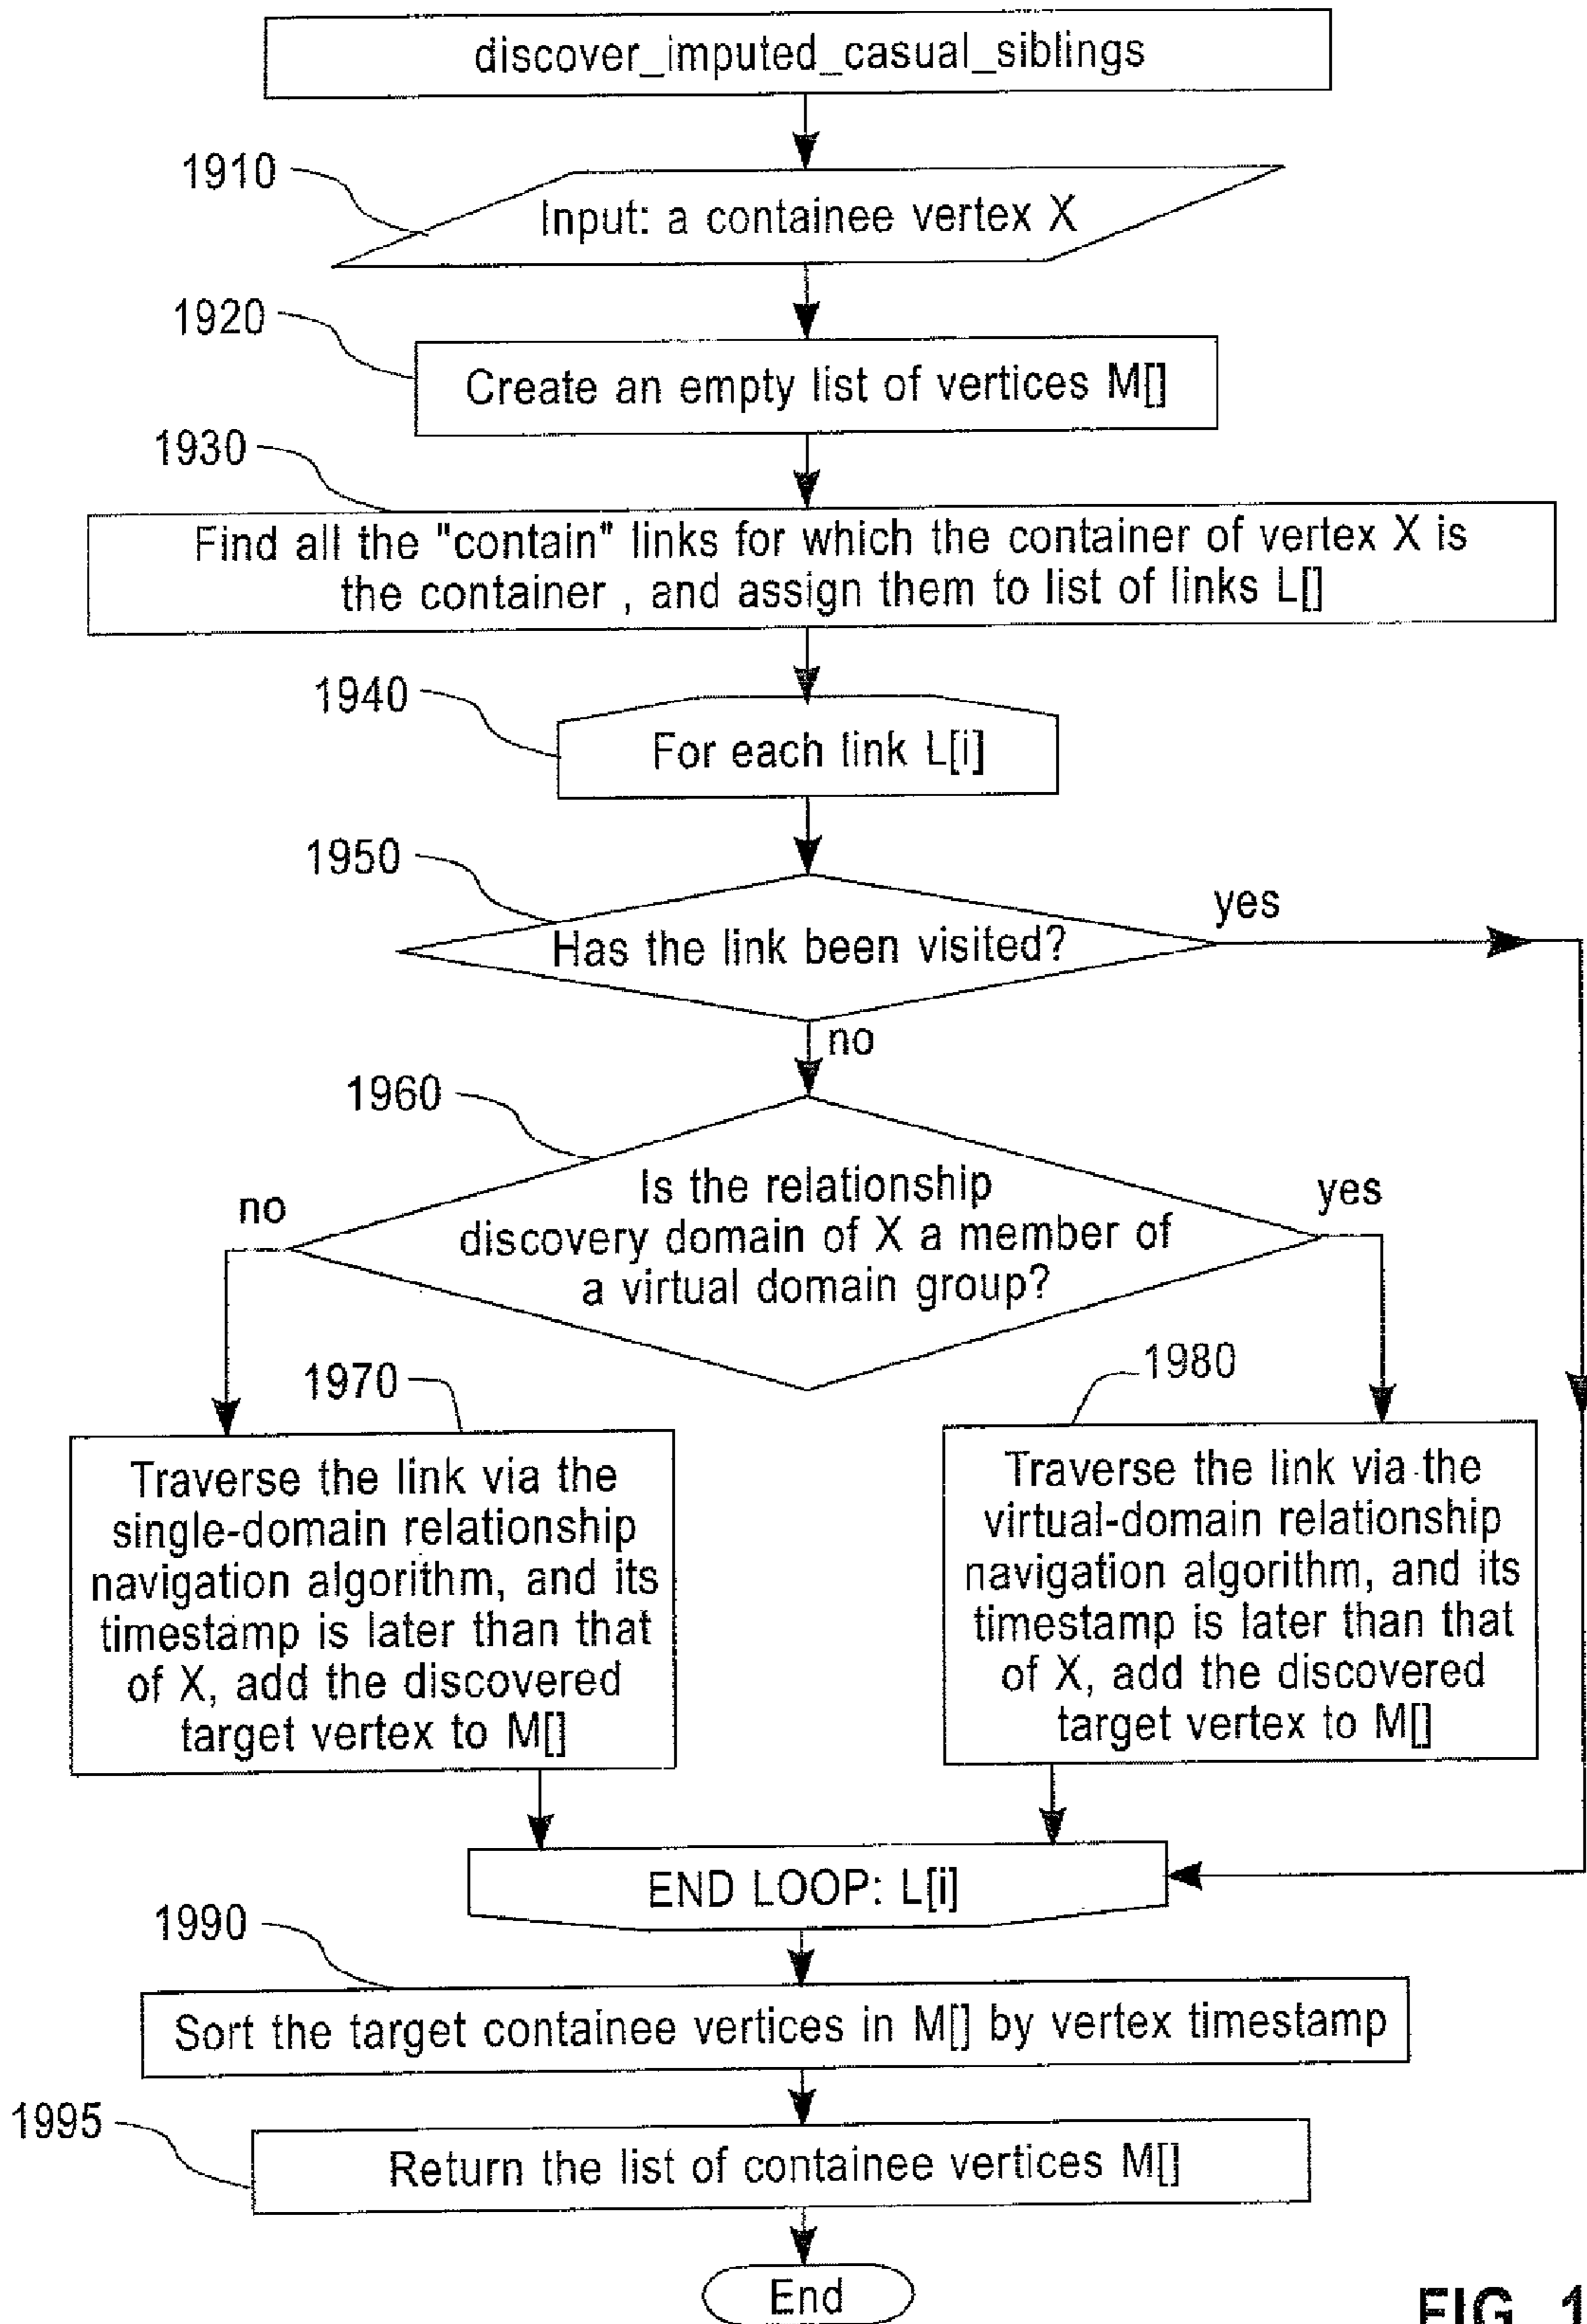 discover_imputed_casual_siblings
1910
Input: a containee vertex X
1920
Create an empty list of vertices M[]
1930
Find all the "contain" links for which the container of vertex X is
the container , and assign them to list of links L[]
1940
For each link L[i]
1950
yes
Has the link been visited?
no
1960
Is the relationship
discovery domain of X a member of
a virtual domain group?
no
yes
1970
1980
Traverse the link via the
single-domain relationship
navigation algorithm, and its
timestamp is later than that
of X, add the discovered
target vertex to M[]
Traverse the link via the
virtual-domain relationship
navigation algorithm, and its
timestamp is later than that
of X, add the discovered
target vertex to M[]
END LOOP: L[i]
1990
Sort the target containee vertices in M[] by vertex timestamp
1995
Return the list of containee vertices M[]
End
FIG. 1